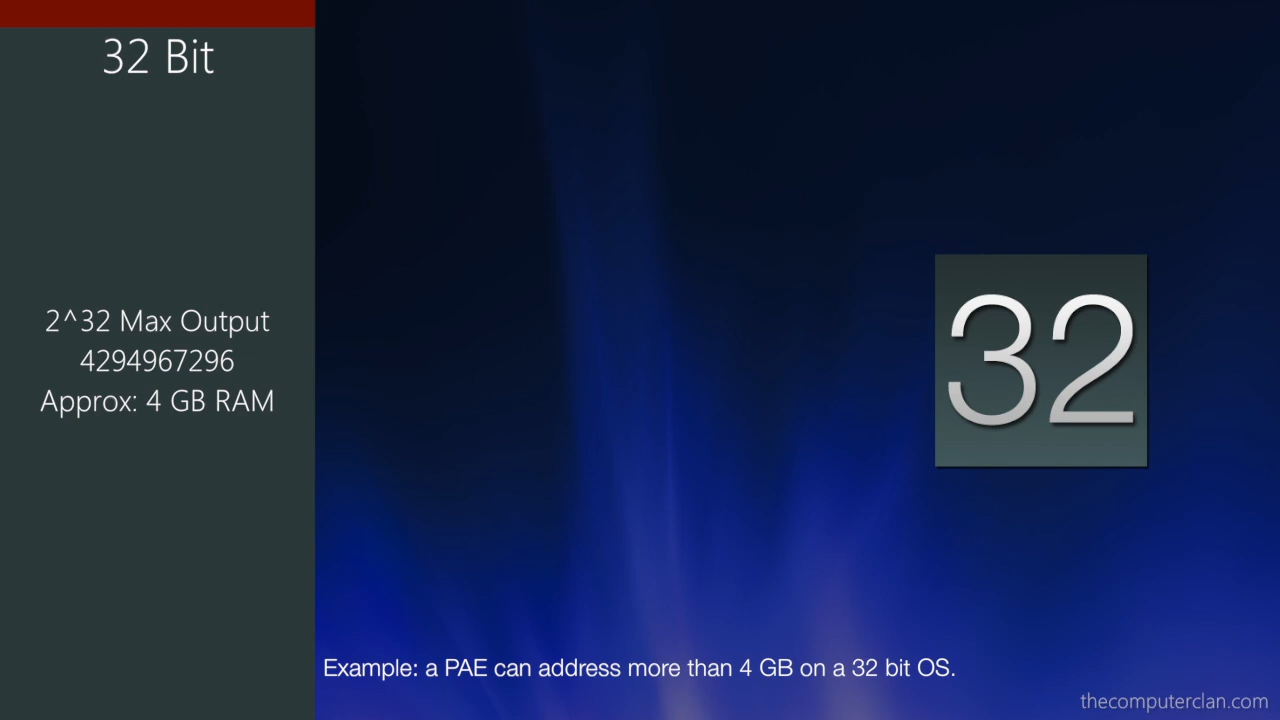 32 Bit
2^32 Max Output
4294967296
Approx: 4 GB RAM
32
Example: a PAE can address more than 4 GB on a 32 bit OS.
thecomputerclan.com